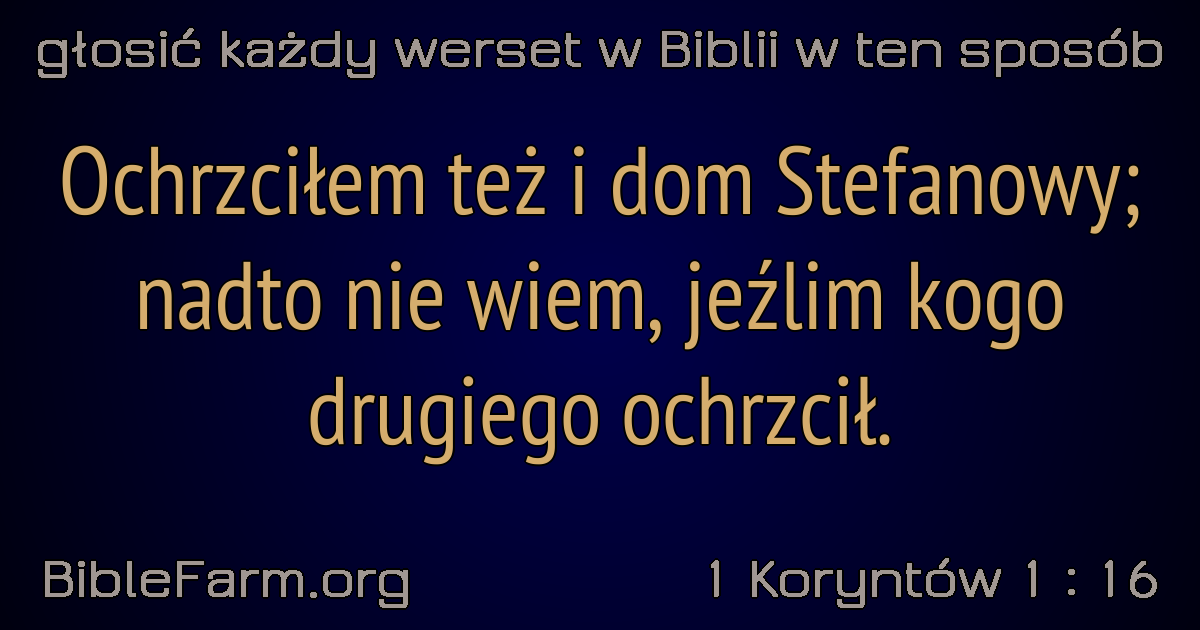 głosić każdy werset w Biblii w ten sposób
Ochrzciłem też i dom Stefanowy;
nadto nie wiem, jeźlim kogo
drugiego ochrzcił.
BibleFarm.org
1 Koryntów 1 : 16